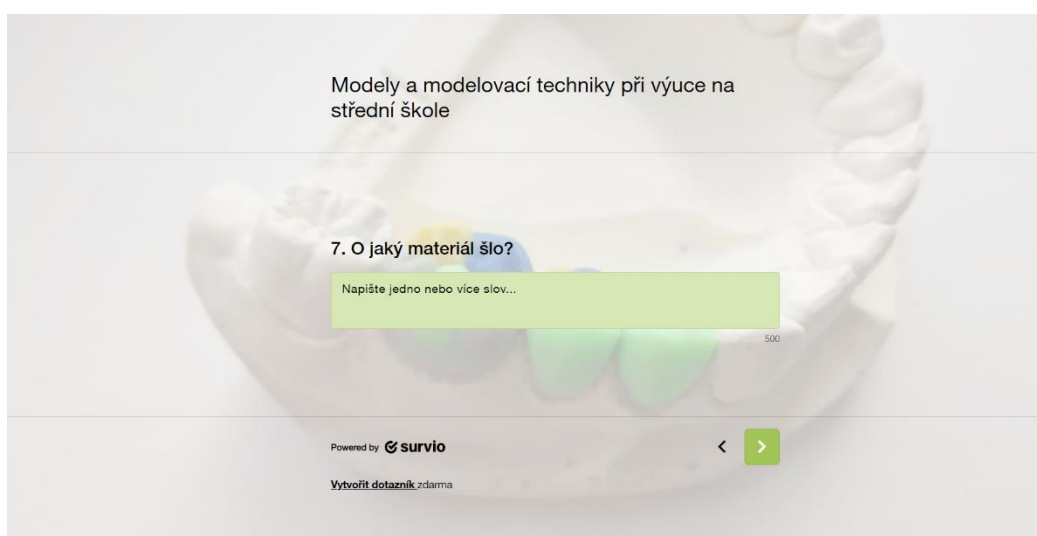 Modely a modelovací techniky při výuce na
střední škole
7. O jaký materiál šlo?
Napište jedno nebo více slov...
500
Powered by survio
Vytvořit dotazník zdarma